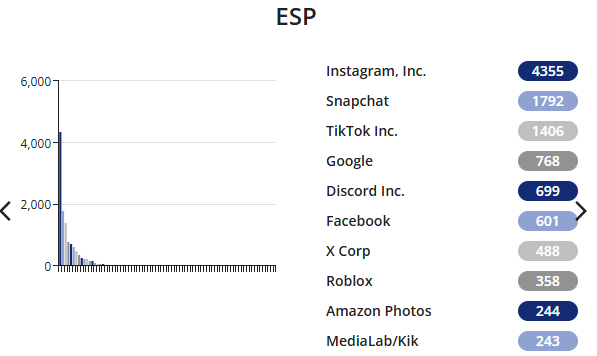 ESP
6,000
4,000
2,000
0
Instagram, Inc. 4355
Snapchat 1792
TikTok Inc. 1406
Google 768
Discord Inc. 699
Facebook 601
X Corp 488
Roblox 358
Amazon Photos 244
MediaLab/Kik 243